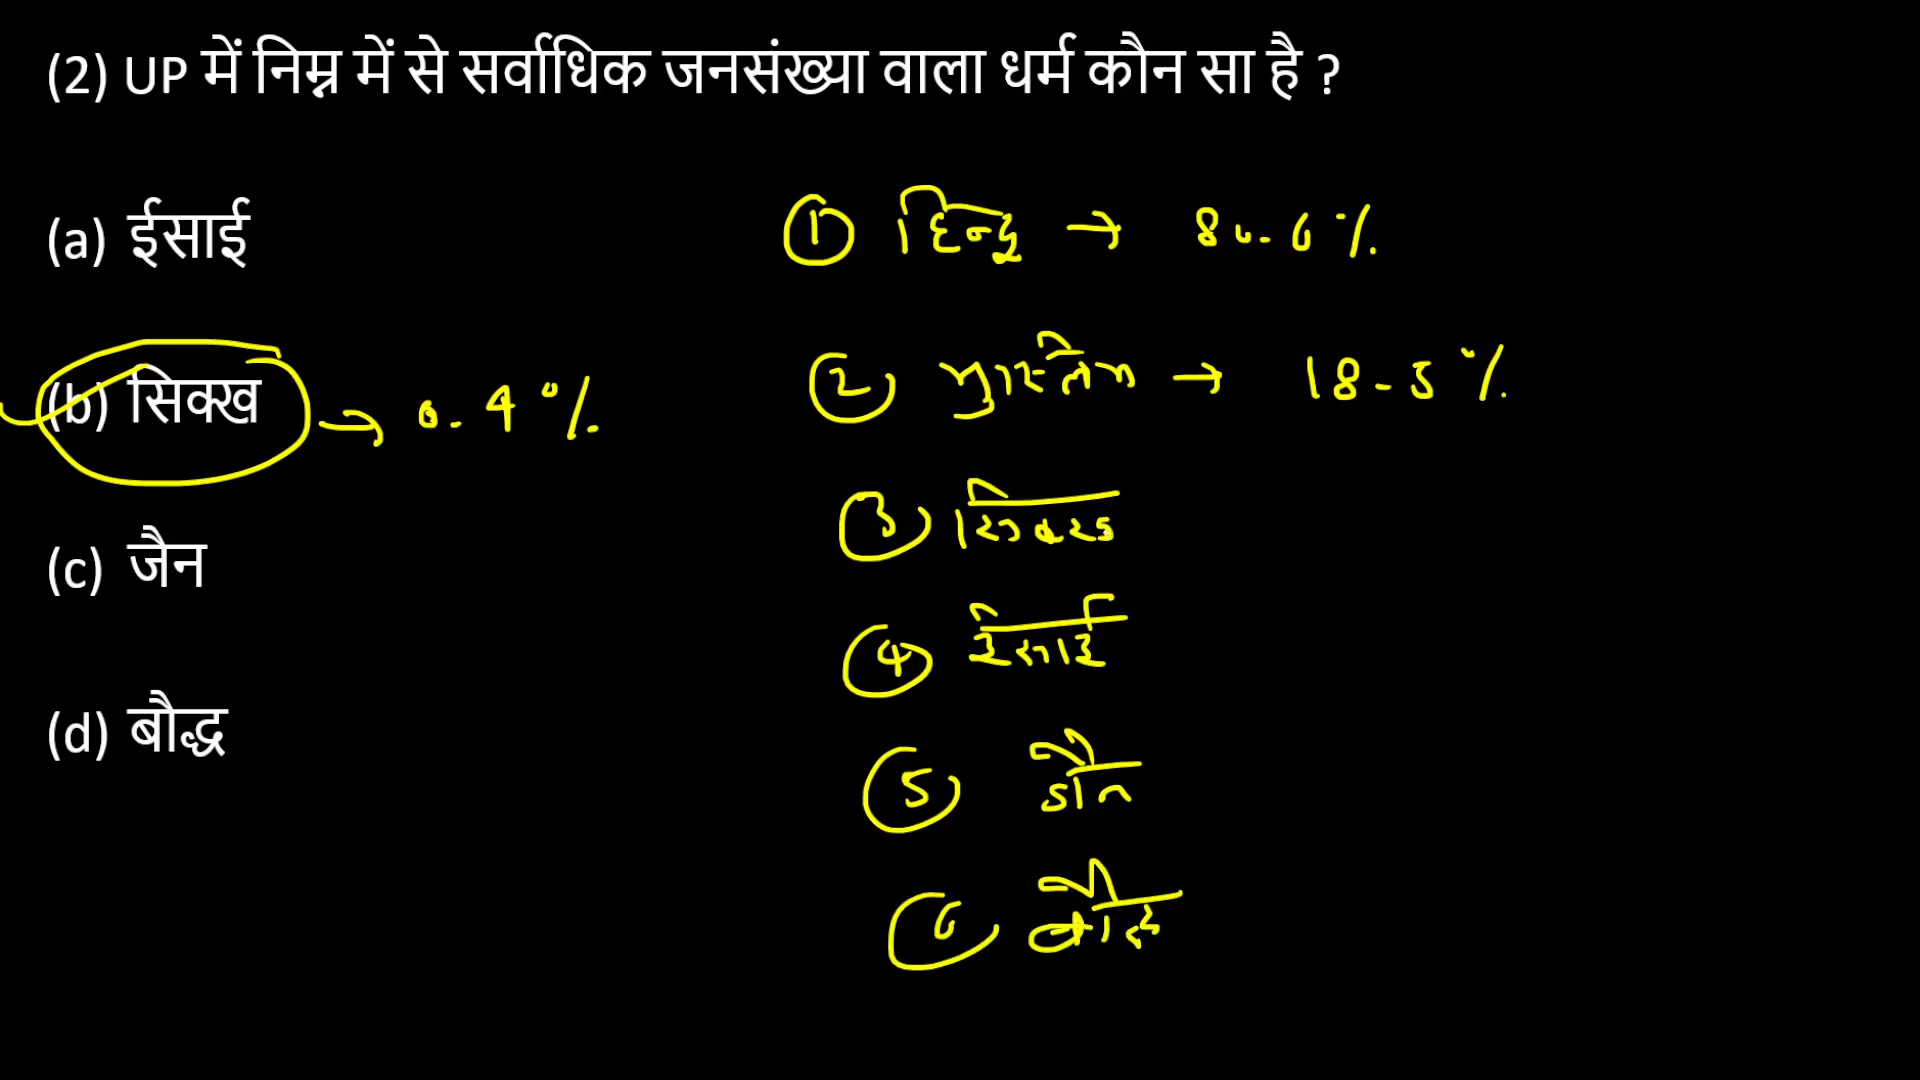 (2) UP में निम्न में से सर्वाधिक जनसंख्या वाला धर्म कौन सा है ?
(a) ईसाई
(b) सिक्ख → 0.4%
(c) जैन
(d) बौद्ध
① हिन्दु → 80.6%
② मुस्लिम → 18-5%
③ सिक्ख
④ ईसाई
⑤ जैन
⑥ बौद्ध